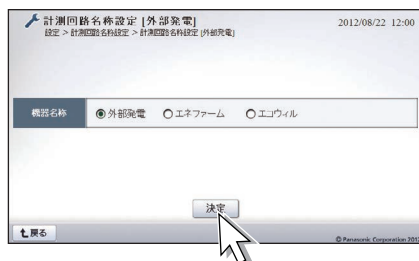 計測回路名称設定 [外部発電]
2012/08/22 12:00
設定 > 計測回路名称設定 > 計測回路名称設定 [外部発電]
機器名称 外部発電 エネファーム エコウィル
決定
戻る
© Panasonic Corporation 2012